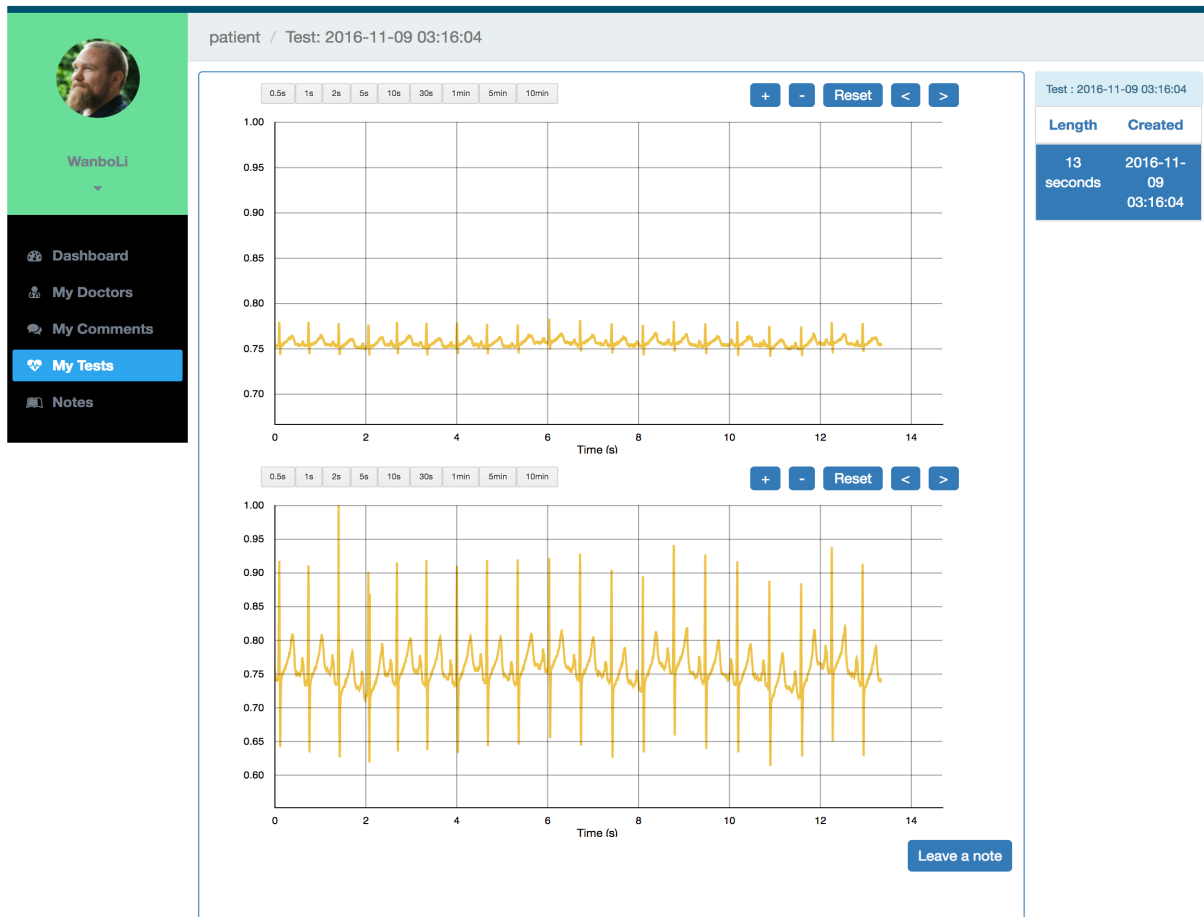 patient / Test: 2016-11-09 03:16:04
WanboLi
Dashboard
My Doctors
My Comments
My Tests
Notes
0.5s 1s 2s 5s 10s 30s 1min 5min 10min
+ - Reset < >
1.00
0.95
0.90
0.85
0.80
0.75
0.70
0 2 4 6 8 10 12 14
Time (s)
0.5s 1s 2s 5s 10s 30s 1min 5min 10min
+ - Reset < >
1.00
0.95
0.90
0.85
0.80
0.75
0.70
0.65
0.60
0 2 4 6 8 10 12 14
Time (s)
Leave a note
Test : 2016-11-09 03:16:04
Length Created
13 2016-11-
seconds 09
03:16:04